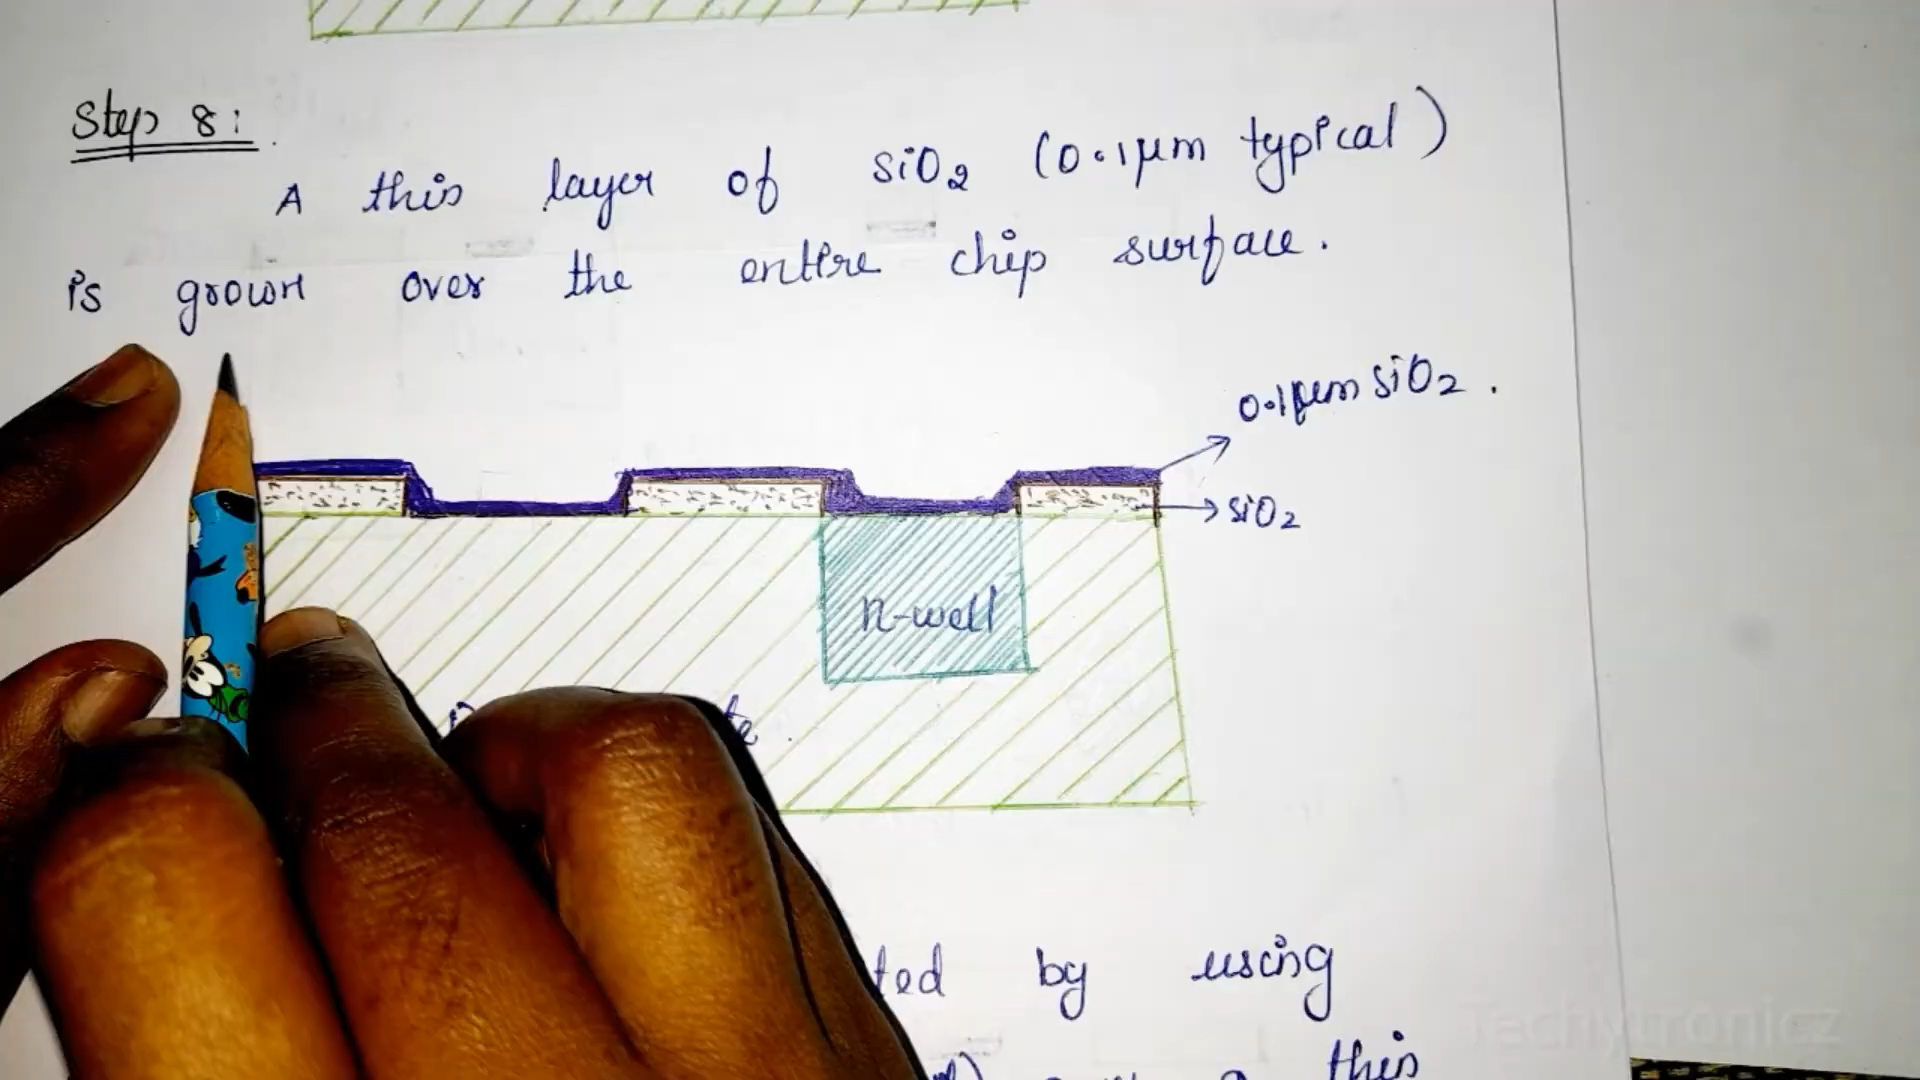 Step 8:
A this layer of SiO2 (0.1μm typical)
is grown over the entire chip surface.
0.1μm SiO2.
SiO2
n-well
by using
this
Techytronicz